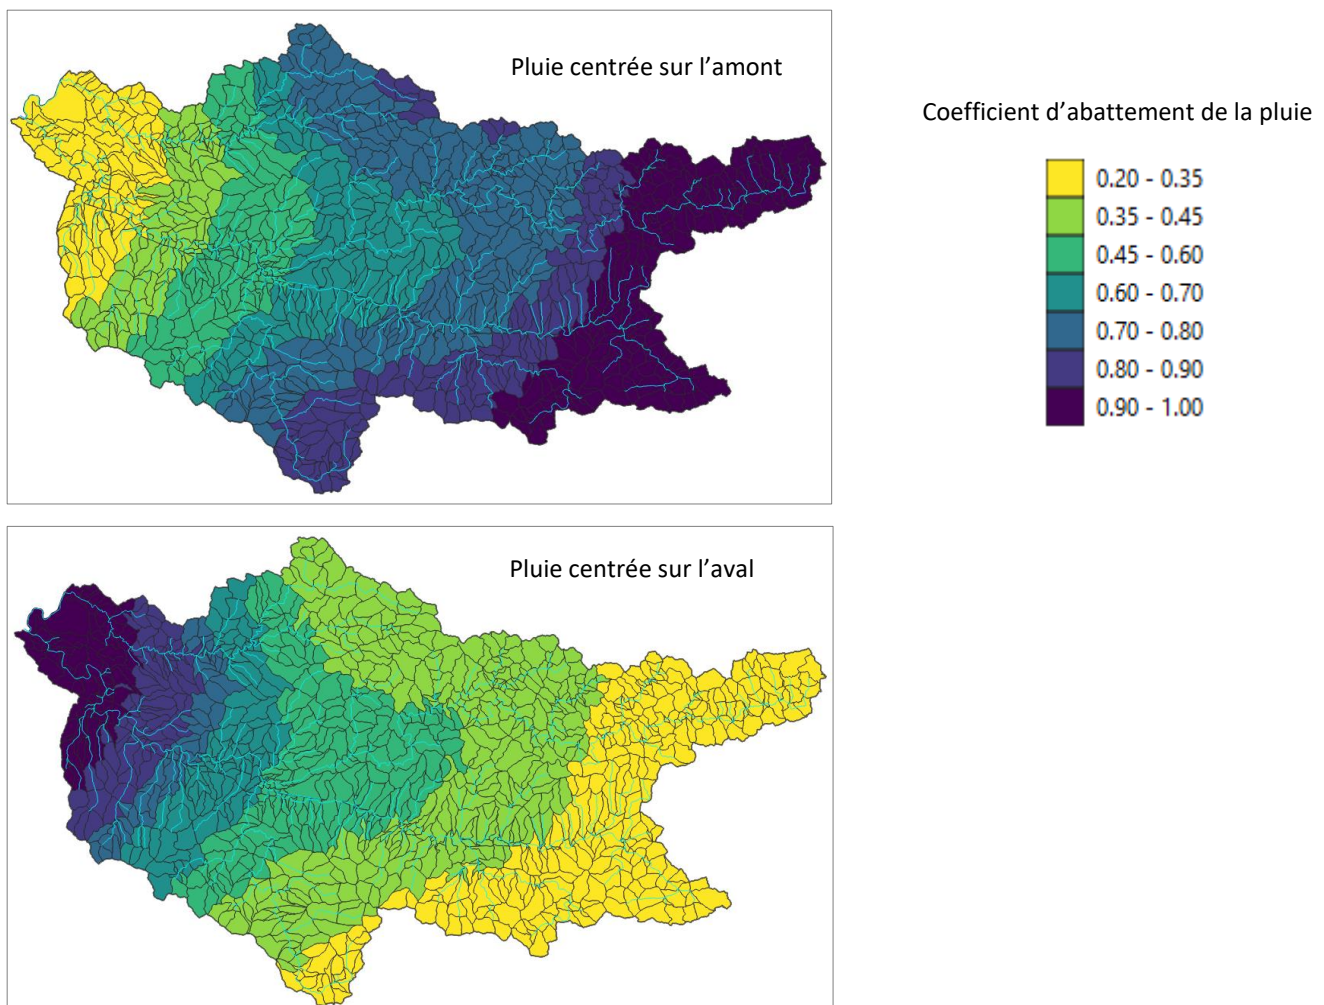 Pluie centrée sur l’amont
Coefficient d’abattement de la pluie
0.20 - 0.35
0.35 - 0.45
0.45 - 0.60
0.60 - 0.70
0.70 - 0.80
0.80 - 0.90
0.90 - 1.00
Pluie centrée sur l’aval